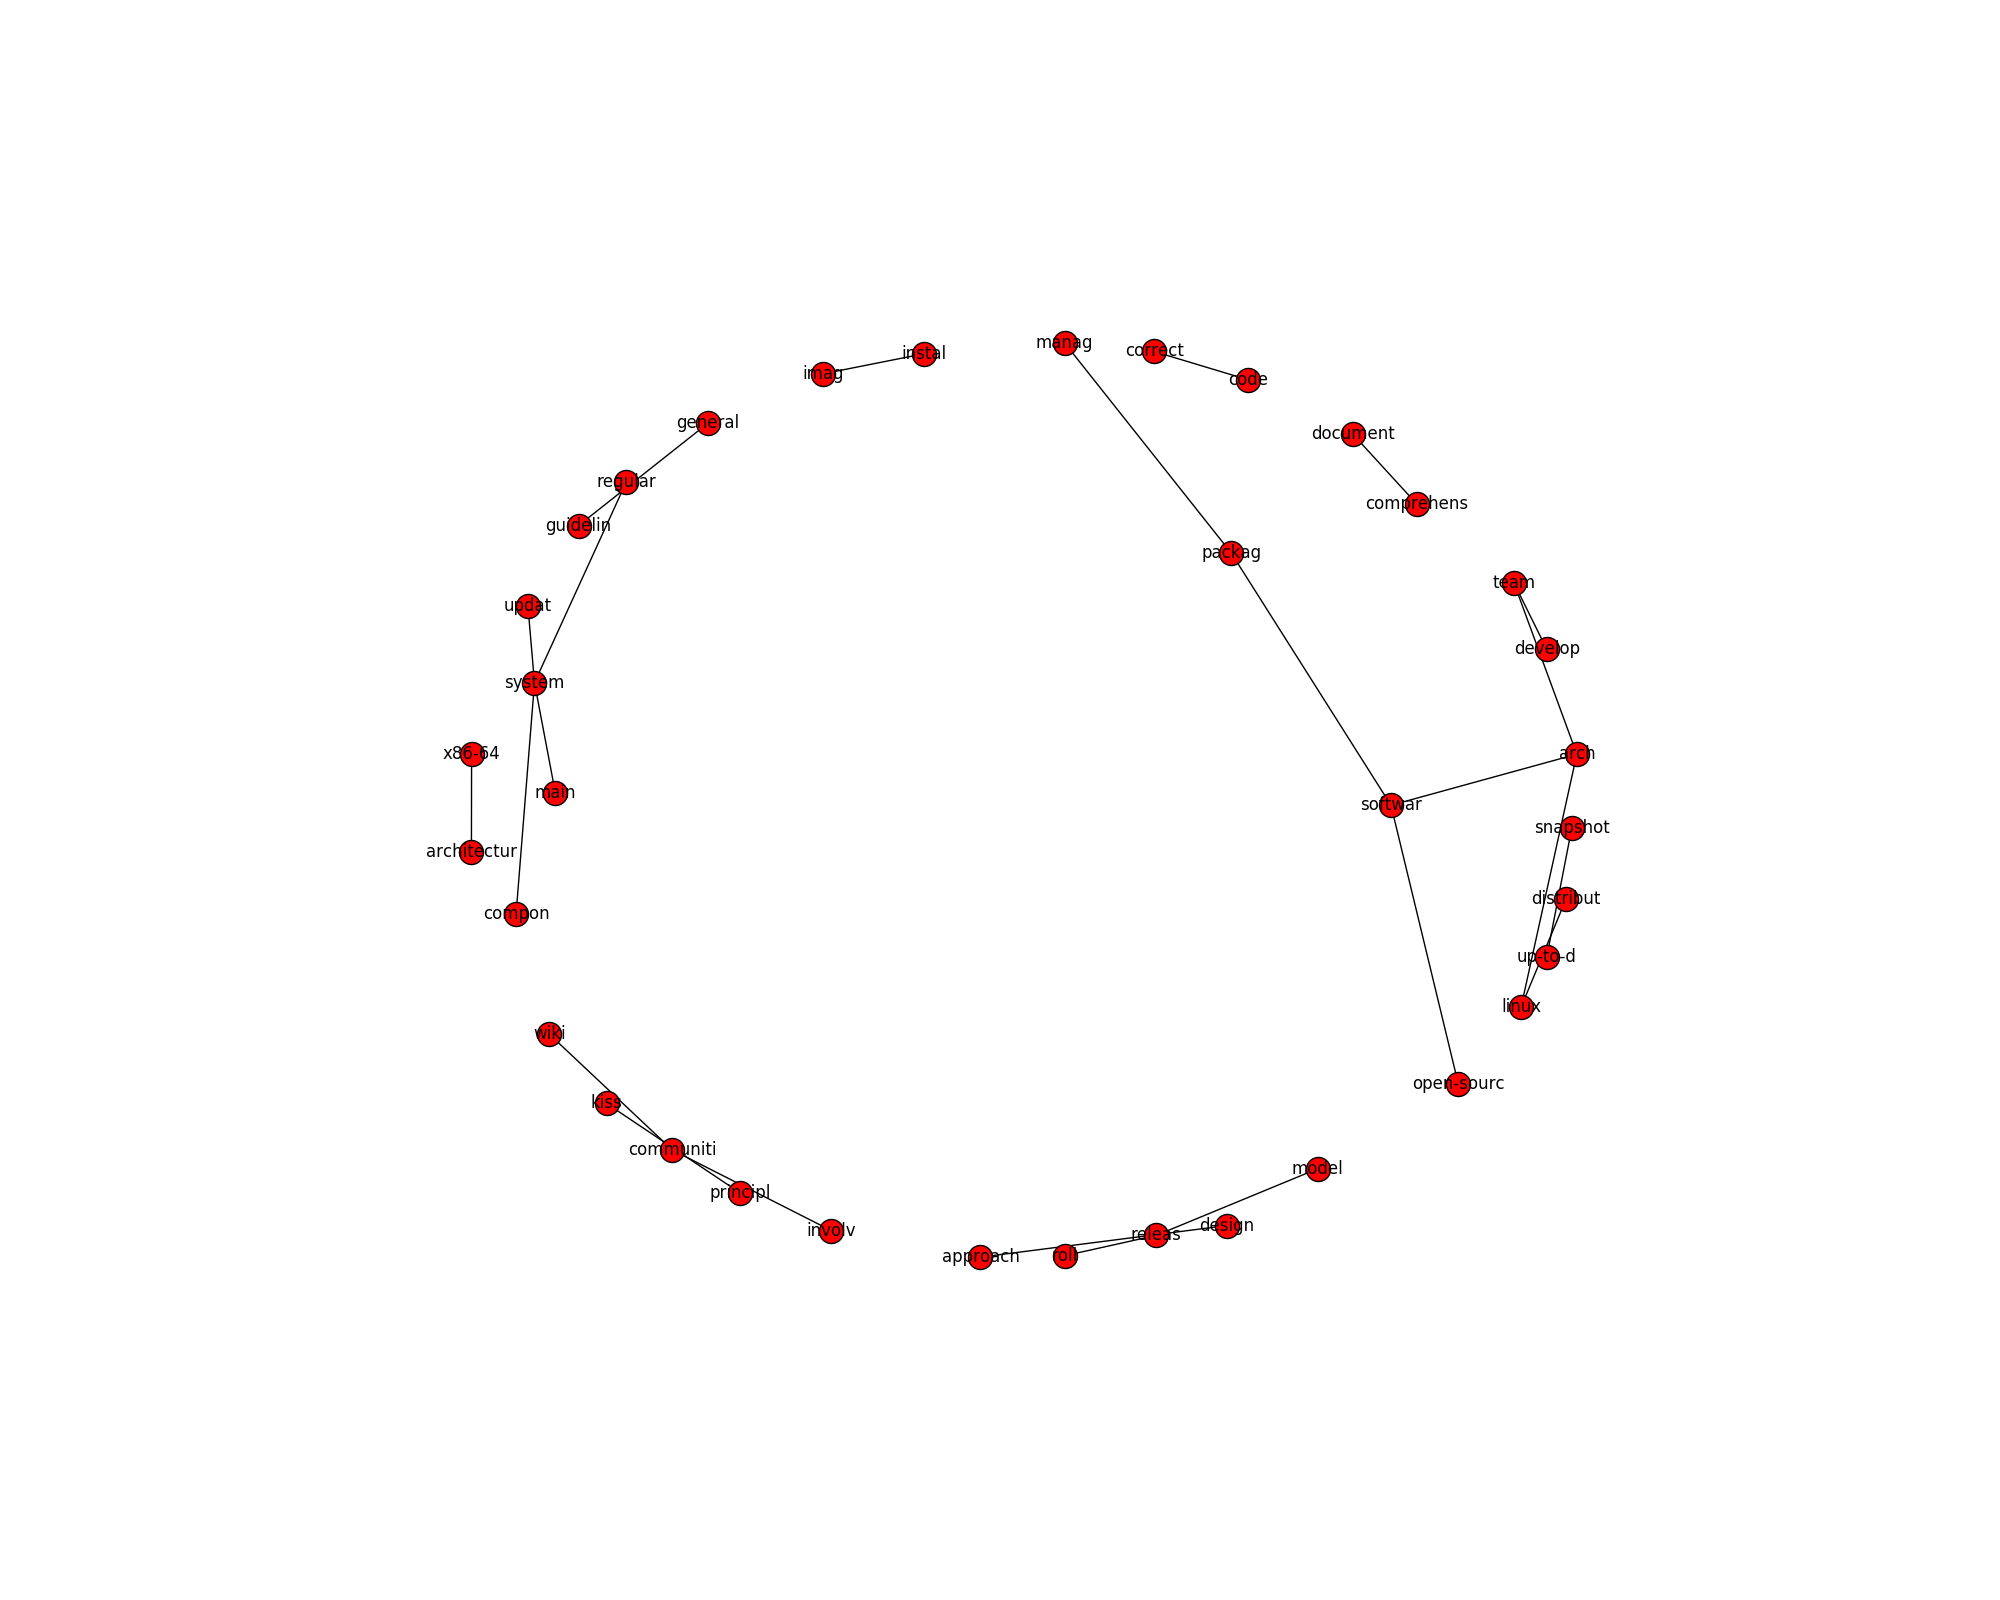 manag
correct
instal
imag
code
general
document
regular
comprehens
guidelin
packag
team
updat
develop
system
x86-64
arch
main
softwar
snapshot
architectur
distribut
compon
up-to-d
linux
wiki
open-sourc
kiss
communiti
model
principl
design
involv
releas
roll
approach